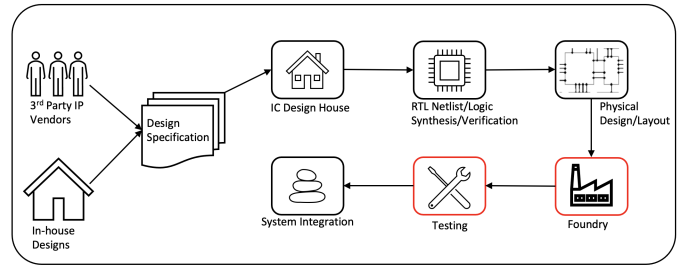 3rd Party IP
Vendors
Design
Specification
In-house
Designs
IC Design House
RTL Netlist/Logic
Synthesis/Verification
Physical
Design/Layout
System Integration
Testing
Foundry